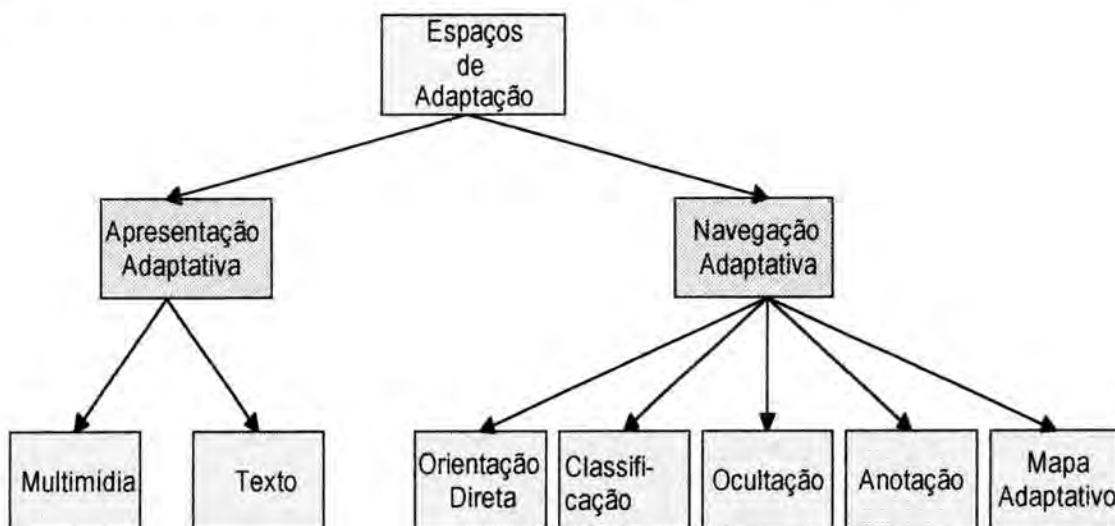 Espaços
de
Adaptação
Apresentação
Adaptativa
Navegação
Adaptativa
Multimídia
Texto
Orientação
Direta
Classifi-
cação
Ocultação
Anotação
Mapa
Adaptativo